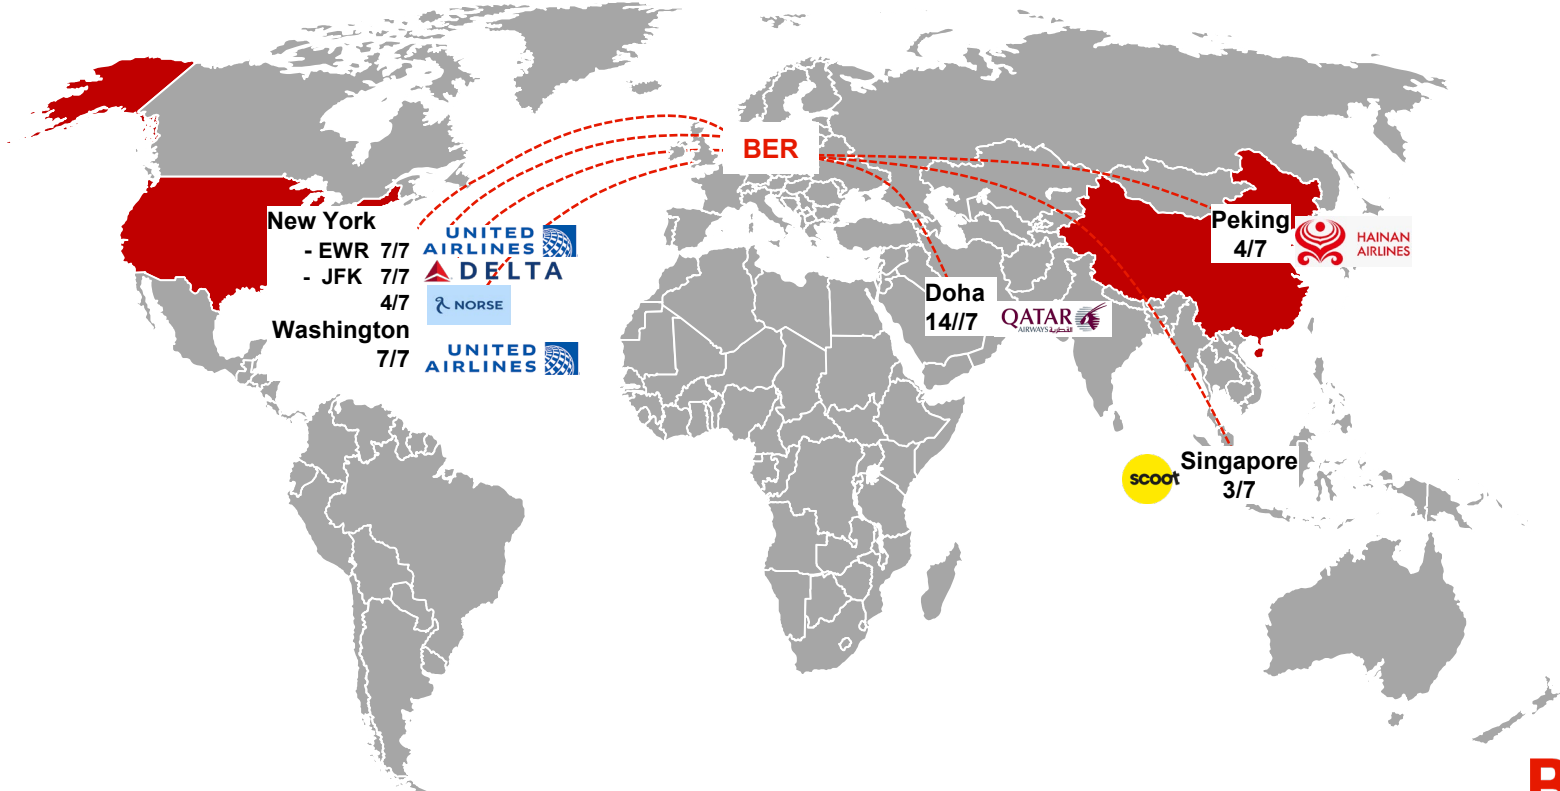 BER
New York
- EWR 7/7
UNITED
AIRLINES
- JFK 7/7
DELTA
4/7
NORSE
Washington
7/7
UNITED
AIRLINES
Doha
14//7
QATAR
AIRWAYS القطرية
Peking
4/7
HAINAN
AIRLINES
scoot
Singapore
3/7